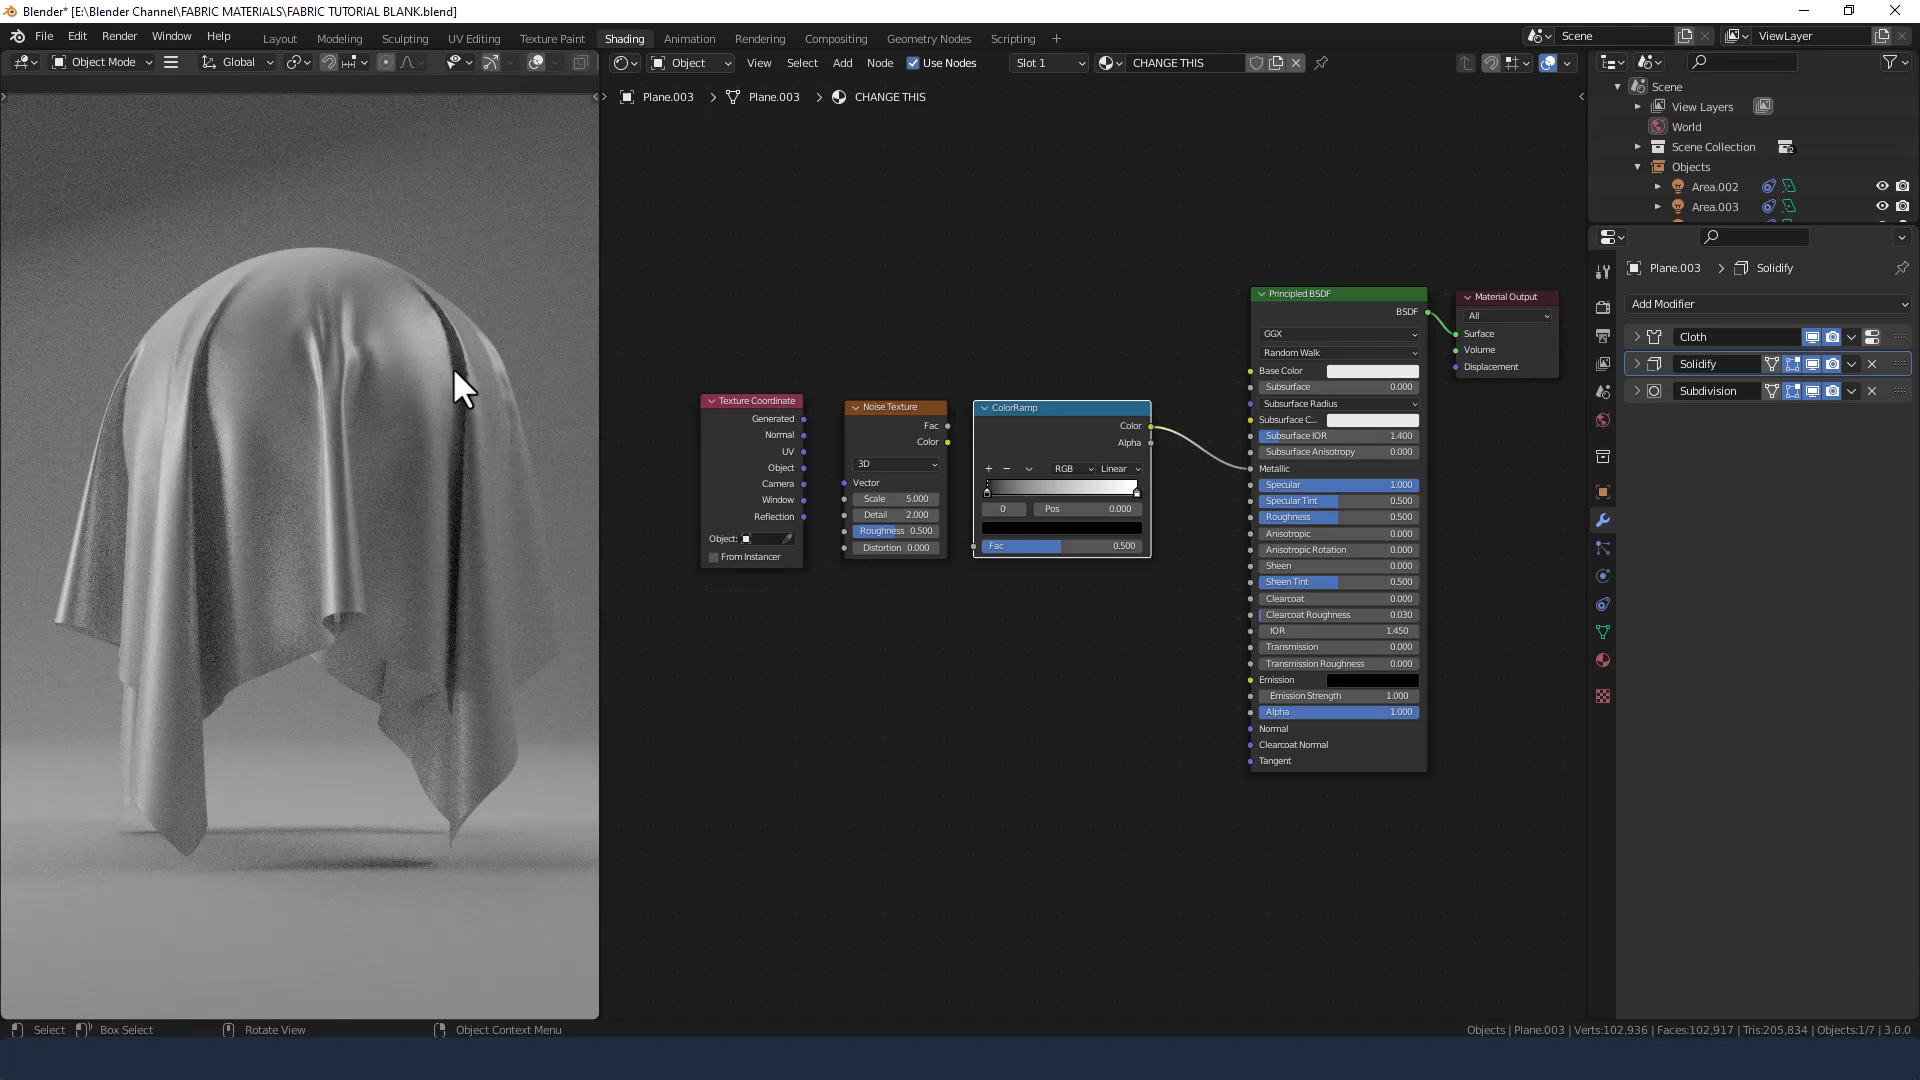 Blender* [E:\Blender Channel\FABRIC MATERIALS\FABRIC TUTORIAL BLANK.blend]
File Edit Render Window Help Layout Modeling Sculpting UV Editing Texture Paint Shading Animation Rendering Compositing Geometry Nodes Scripting + Scene ViewLayer
Object Mode Global Object View Select Add Node Use Nodes Slot 1 CHANGE THIS
Plane.003 > Plane.003 > CHANGE THIS
Scene
View Layers
World
Scene Collection 2
Objects
Area.002
Area.003
Plane.003 > Solidify
Add Modifier
Cloth
Solidify
Subdivision
Texture Coordinate
Generated
Normal
UV
Object
Camera
Window
Reflection
Object:
From Instancer
Noise Texture
Fac
Color
3D
Vector
Scale 5.000
Detail 2.000
Roughness 0.500
Distortion 0.000
ColorRamp
Color
Alpha
+ − RGB Linear
0 Pos 0.000
Fac 0.500
Principled BSDF
BSDF
GGX
Random Walk
Base Color
Subsurface 0.000
Subsurface Radius
Subsurface C...
Subsurface IOR 1.400
Subsurface Anisotropy 0.000
Metallic
Specular 1.000
Specular Tint 0.500
Roughness 0.500
Anisotropic 0.000
Anisotropic Rotation 0.000
Sheen 0.000
Sheen Tint 0.500
Clearcoat 0.000
Clearcoat Roughness 0.030
IOR 1.450
Transmission 0.000
Transmission Roughness 0.000
Emission
Emission Strength 1.000
Alpha 1.000
Normal
Clearcoat Normal
Tangent
Material Output
All
Surface
Volume
Displacement
Select Box Select Rotate View Object Context Menu Objects | Plane.003 | Verts:102,936 | Faces:102,917 | Tris:205,834 | Objects:1/7 | 3.0.0